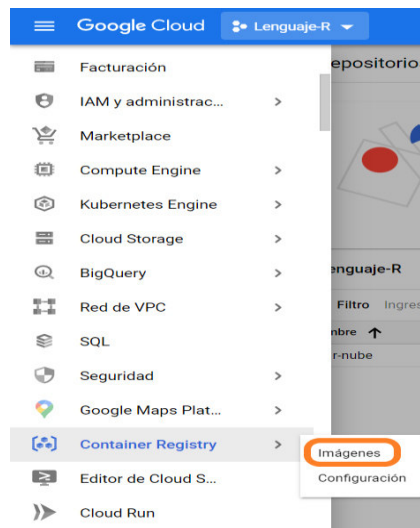 Google Cloud
Lenguaje-R
Facturación
IAM y administrac...
Marketplace
Compute Engine
Kubernetes Engine
Cloud Storage
BigQuery
Red de VPC
SQL
Seguridad
Google Maps Plat...
Container Registry
Editor de Cloud S...
Cloud Run
epositorio
enguaje-R
Filtro Ingres
nbre
r-nube
Imágenes
Configuración